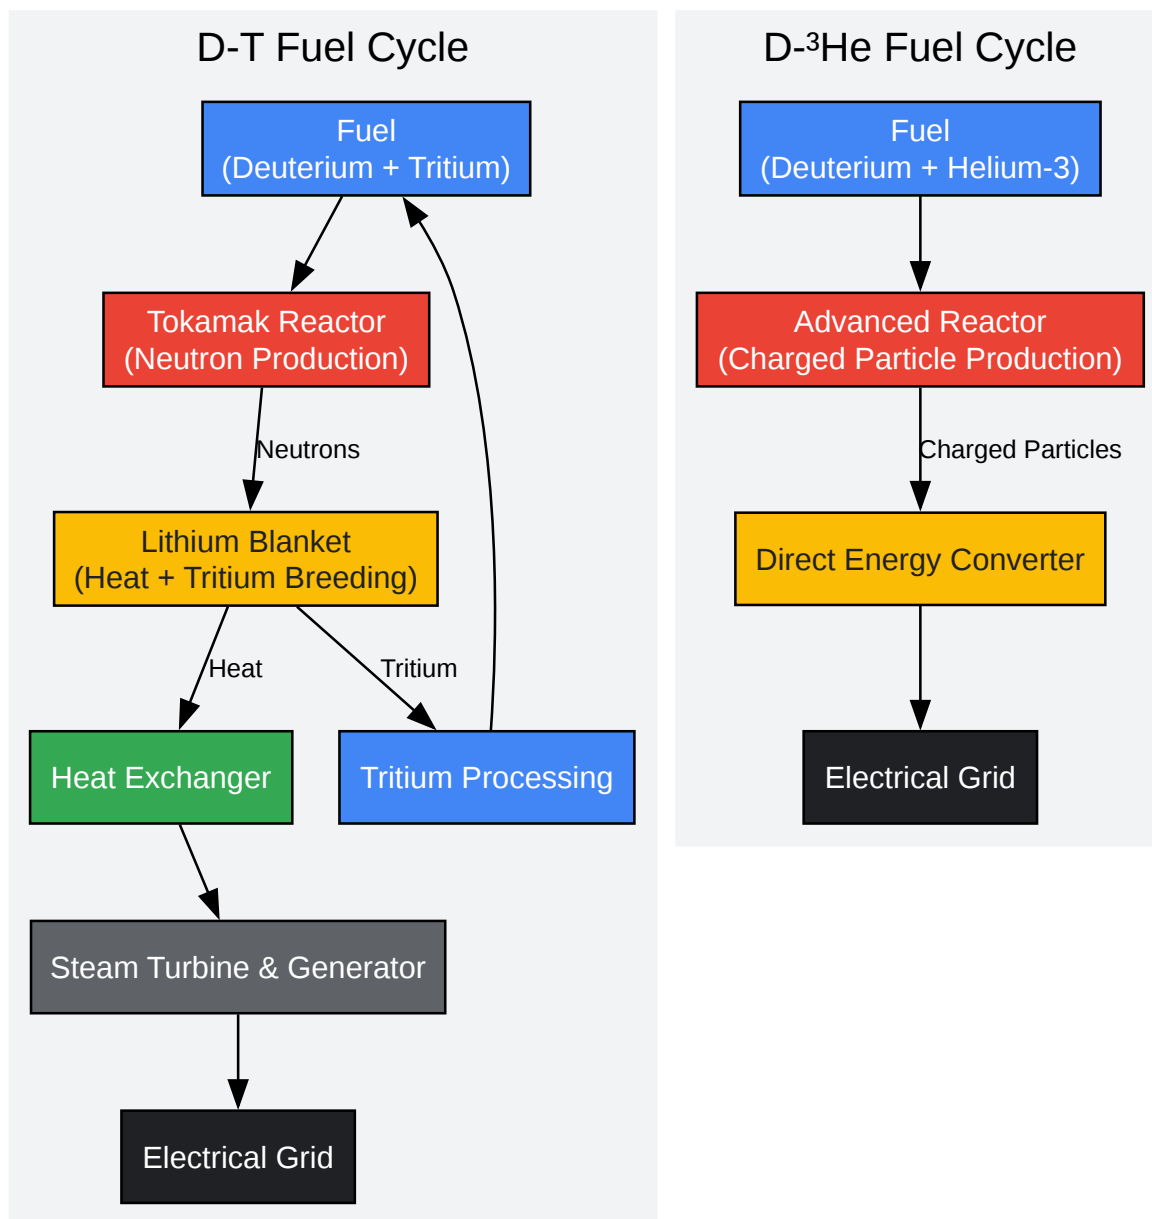 D-T Fuel Cycle
Fuel
(Deuterium + Tritium)
Tokamak Reactor
(Neutron Production)
Neutrons
Lithium Blanket
(Heat + Tritium Breeding)
Heat
Tritium
Heat Exchanger
Tritium Processing
Steam Turbine & Generator
Electrical Grid
D-³He Fuel Cycle
Fuel
(Deuterium + Helium-3)
Advanced Reactor
(Charged Particle Production)
Charged Particles
Direct Energy Converter
Electrical Grid